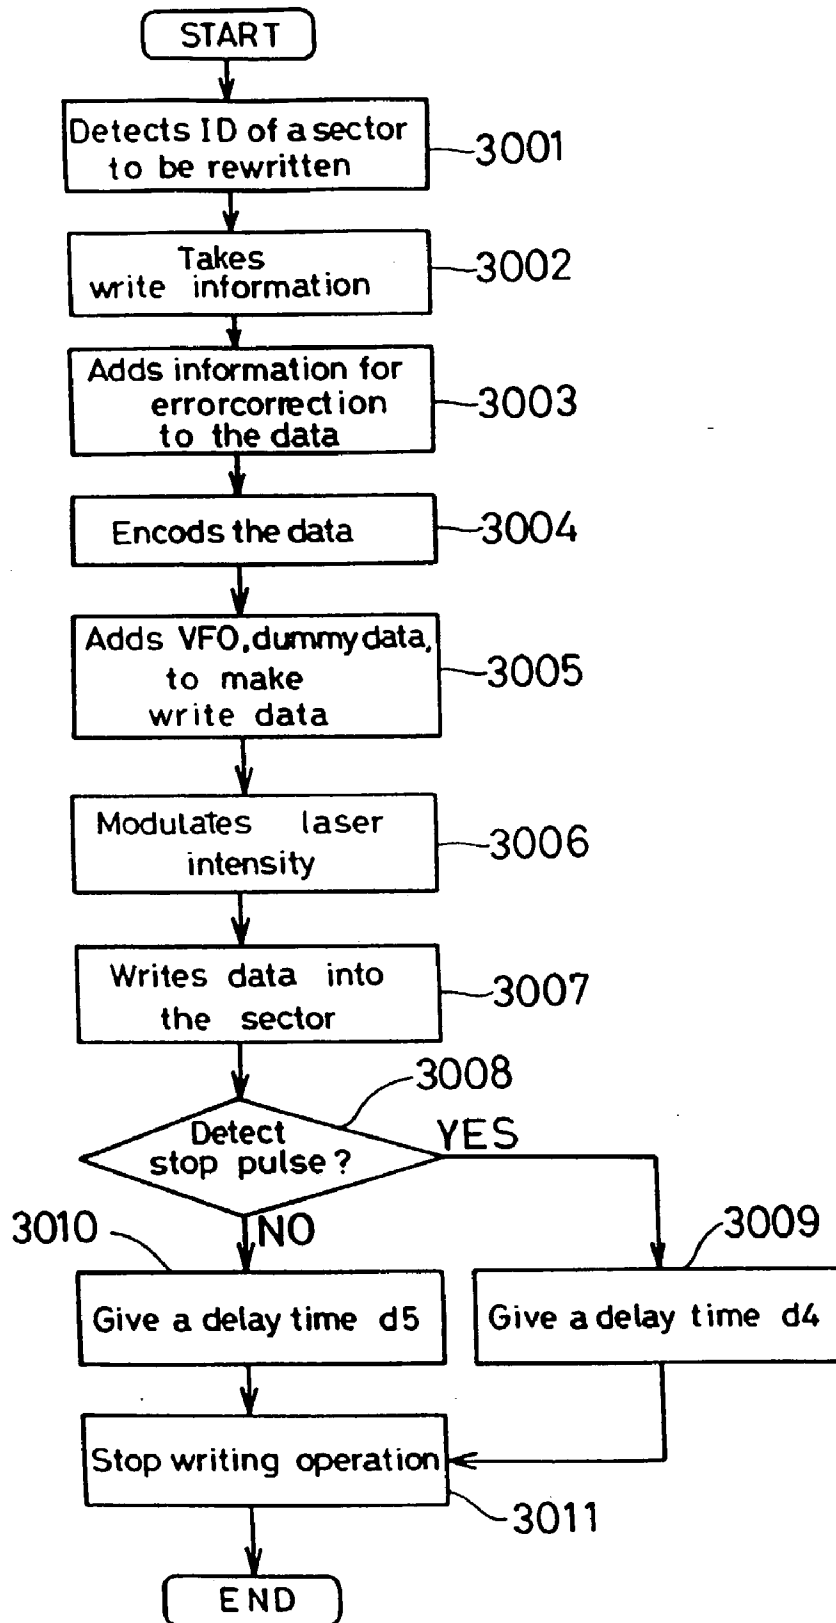 START
Detects ID of a sector
to be rewritten
3001
Takes
write information
3002
Adds information for
errorcorrection
to the data
3003
Encods the data
3004
Adds VFO, dummy data,
to make
write data
3005
Modulates laser
intensity
3006
Writes data into
the sector
3007
3008
Detect
stop pulse?
YES
3010
NO
3009
Give a delay time d5
Give a delay time d4
Stop writing operation
3011
END